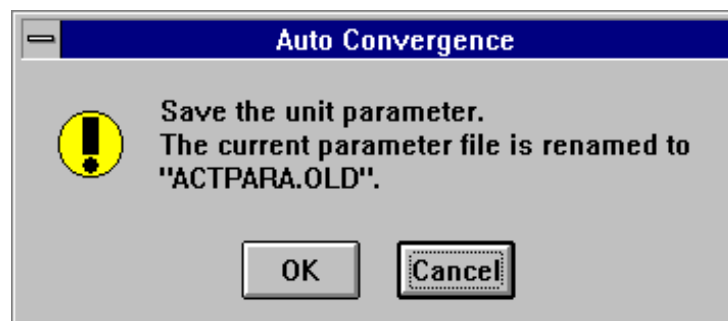 Auto Convergence
Save the unit parameter.
The current parameter file is renamed to
"ACTPARA.OLD".
OK
Cancel